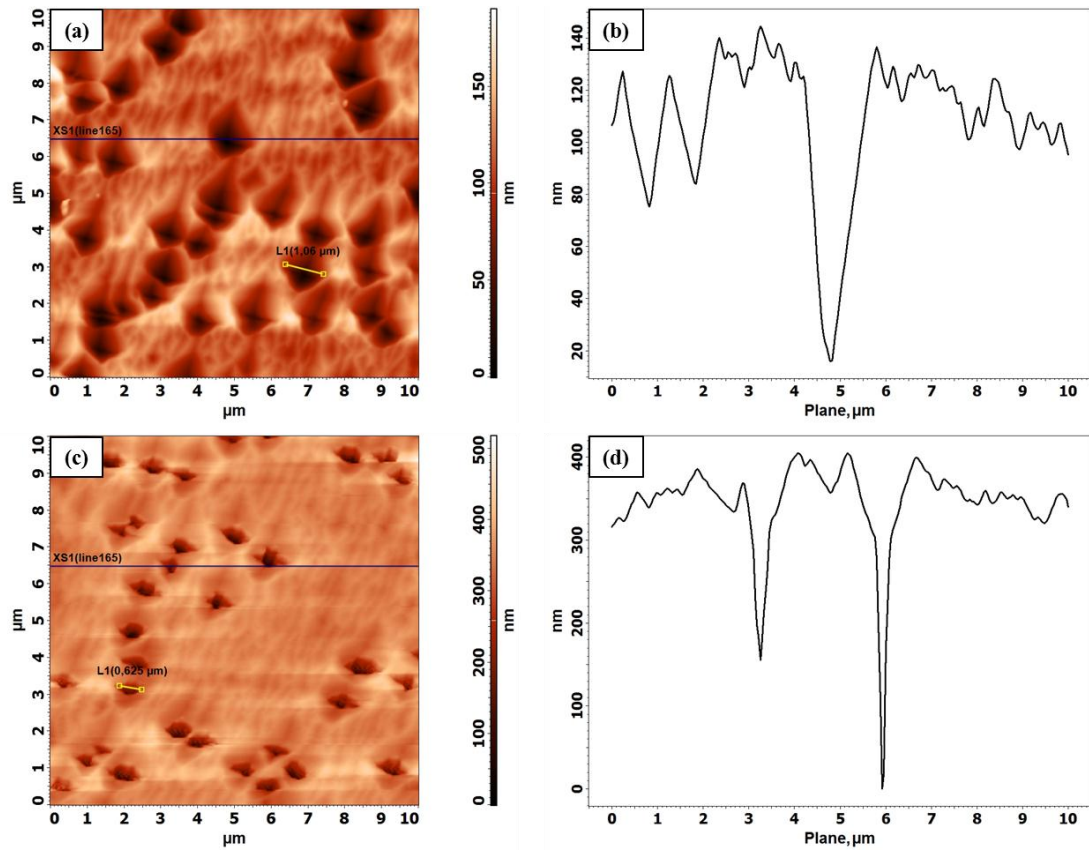 (a)
10
9
8
7
6
5
4
3
2
1
0
µm
XS1(line165)
L1(1,06 µm)
0 1 2 3 4 5 6 7 8 9 10
µm
150
100
50
0
nm
(b)
140
120
100
80
60
40
20
nm
0 1 2 3 4 5 6 7 8 9 10
Plane, µm
(c)
10
9
8
7
6
5
4
3
2
1
0
µm
XS1(line165)
L1(0,625 µm)
0 1 2 3 4 5 6 7 8 9 10
µm
500
400
300
200
100
0
nm
(d)
400
300
200
100
0
nm
0 1 2 3 4 5 6 7 8 9 10
Plane, µm